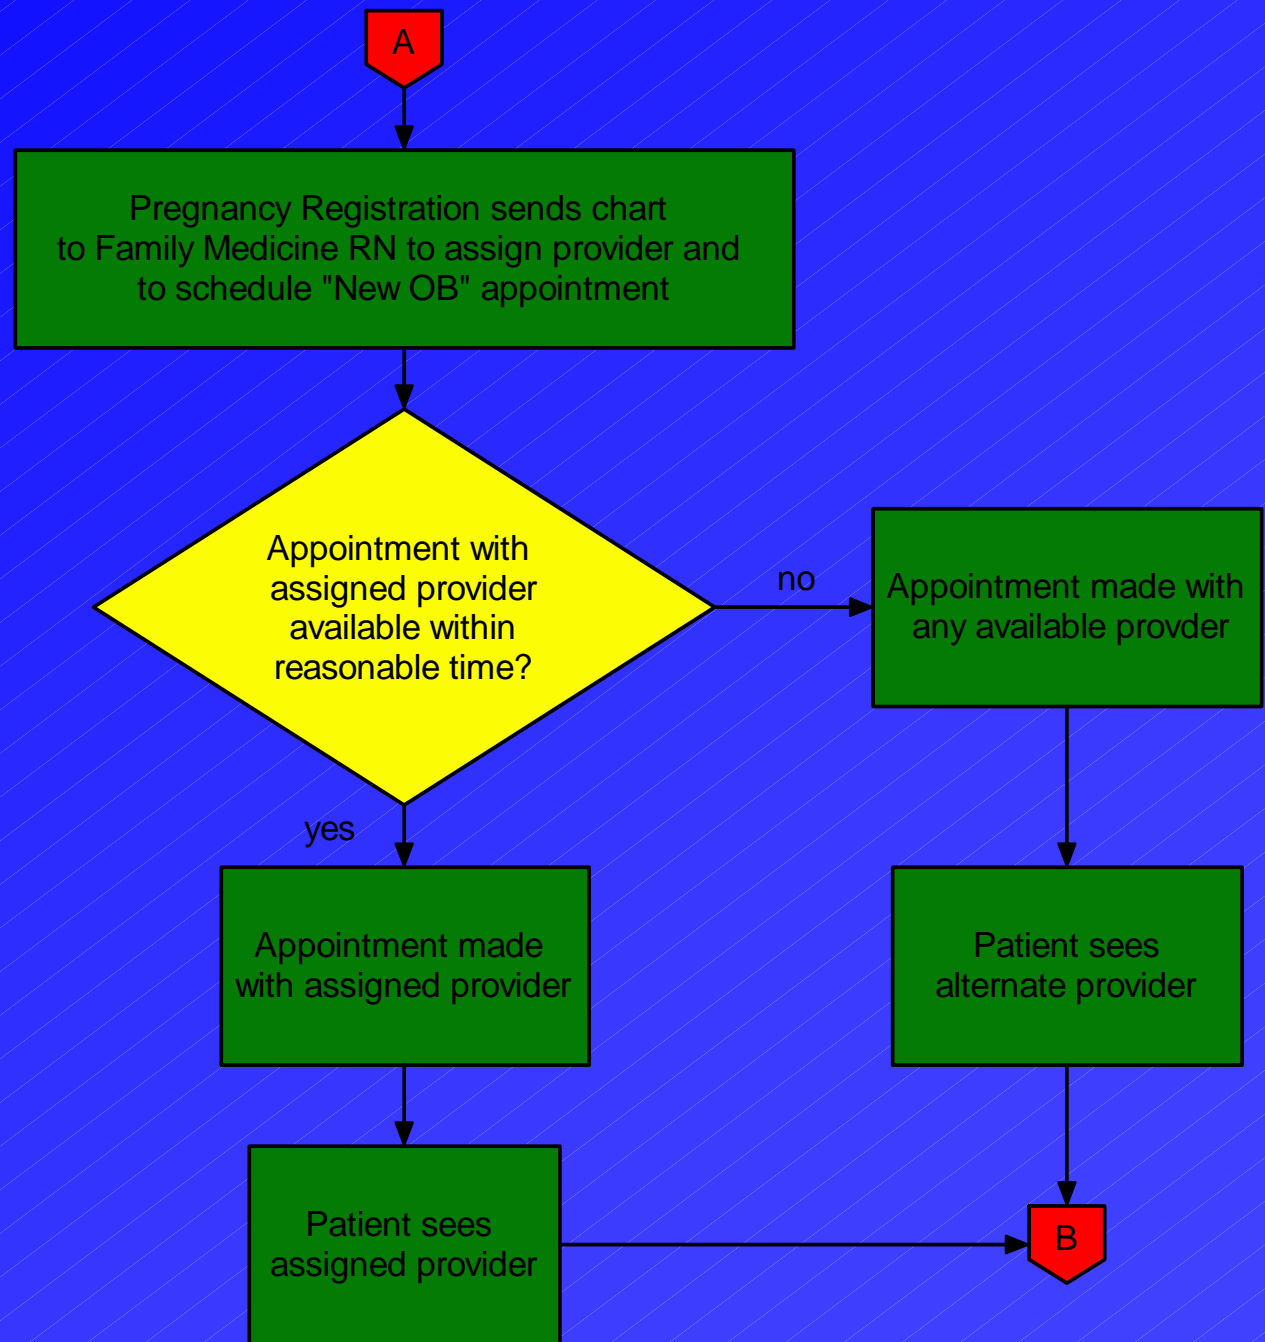 A
Pregnancy Registration sends chart
to Family Medicine RN to assign provider and
to schedule "New OB" appointment
Appointment with
assigned provider
available within
reasonable time?
no
Appointment made with
any available provder
yes
Appointment made
with assigned provider
Patient sees
alternate provider
Patient sees
assigned provider
B